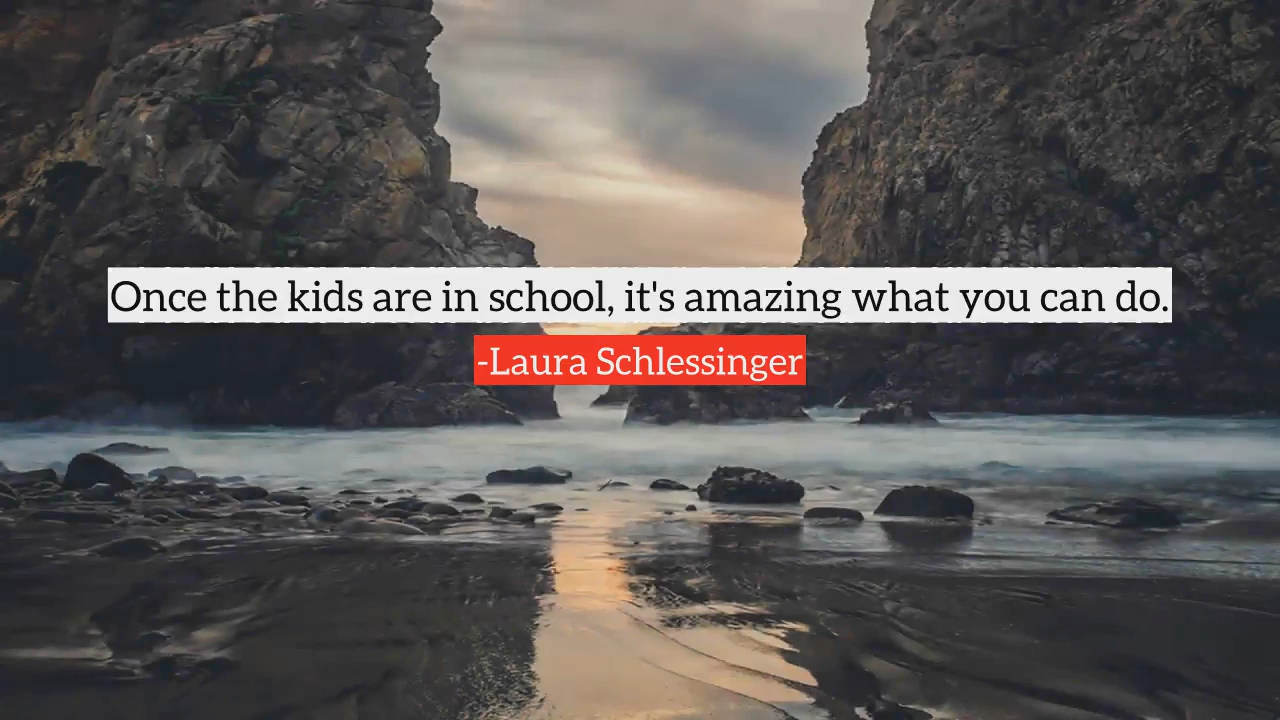 Once the kids are in school, it's amazing what you can do.
-Laura Schlessinger